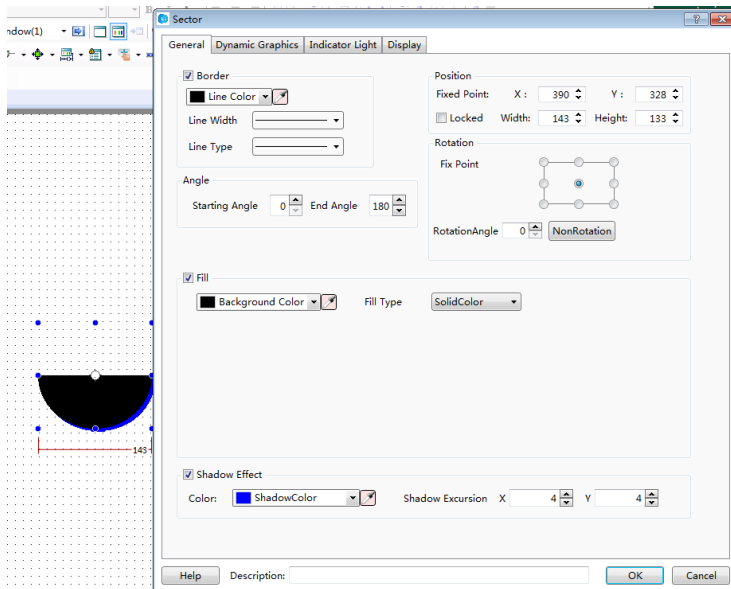 Sector
ndow(1)
General Dynamic Graphics Indicator Light Display
Border
Line Color
Line Width
Line Type
Position
Fixed Point: X : 390 Y : 328
Locked Width: 143 Height: 133
Rotation
Fix Point
RotationAngle 0 NonRotation
Angle
Starting Angle 0 End Angle 180
Fill
Background Color Fill Type SolidColor
143
Shadow Effect
Color: ShadowColor Shadow Excursion X 4 Y 4
Help Description: OK Cancel